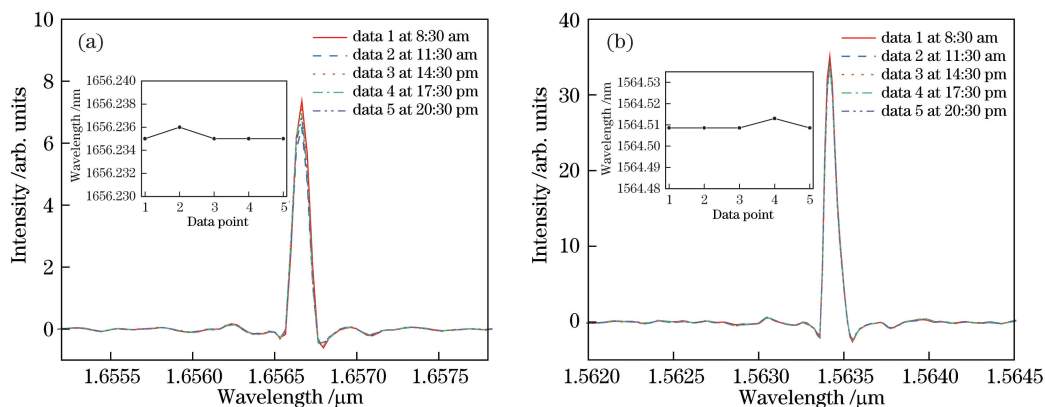 (a)
data 1 at 8:30 am
data 2 at 11:30 am
data 3 at 14:30 pm
data 4 at 17:30 pm
data 5 at 20:30 pm
Intensity /arb. units
10
8
6
4
2
0
Wavelength /nm
1656.240
1656.238
1656.236
1656.234
1656.232
1656.230
1 2 3 4 5
Data point
1.6555 1.6560 1.6565 1.6570 1.6575
Wavelength /μm
(b)
data 1 at 8:30 am
data 2 at 11:30 am
data 3 at 14:30 pm
data 4 at 17:30 pm
data 5 at 20:30 pm
Intensity /arb. units
40
30
20
10
0
Wavelength /nm
1564.53
1564.52
1564.51
1564.50
1564.49
1564.48
1 2 3 4 5
Data point
1.5620 1.5625 1.5630 1.5635 1.5640 1.5645
Wavelength /μm